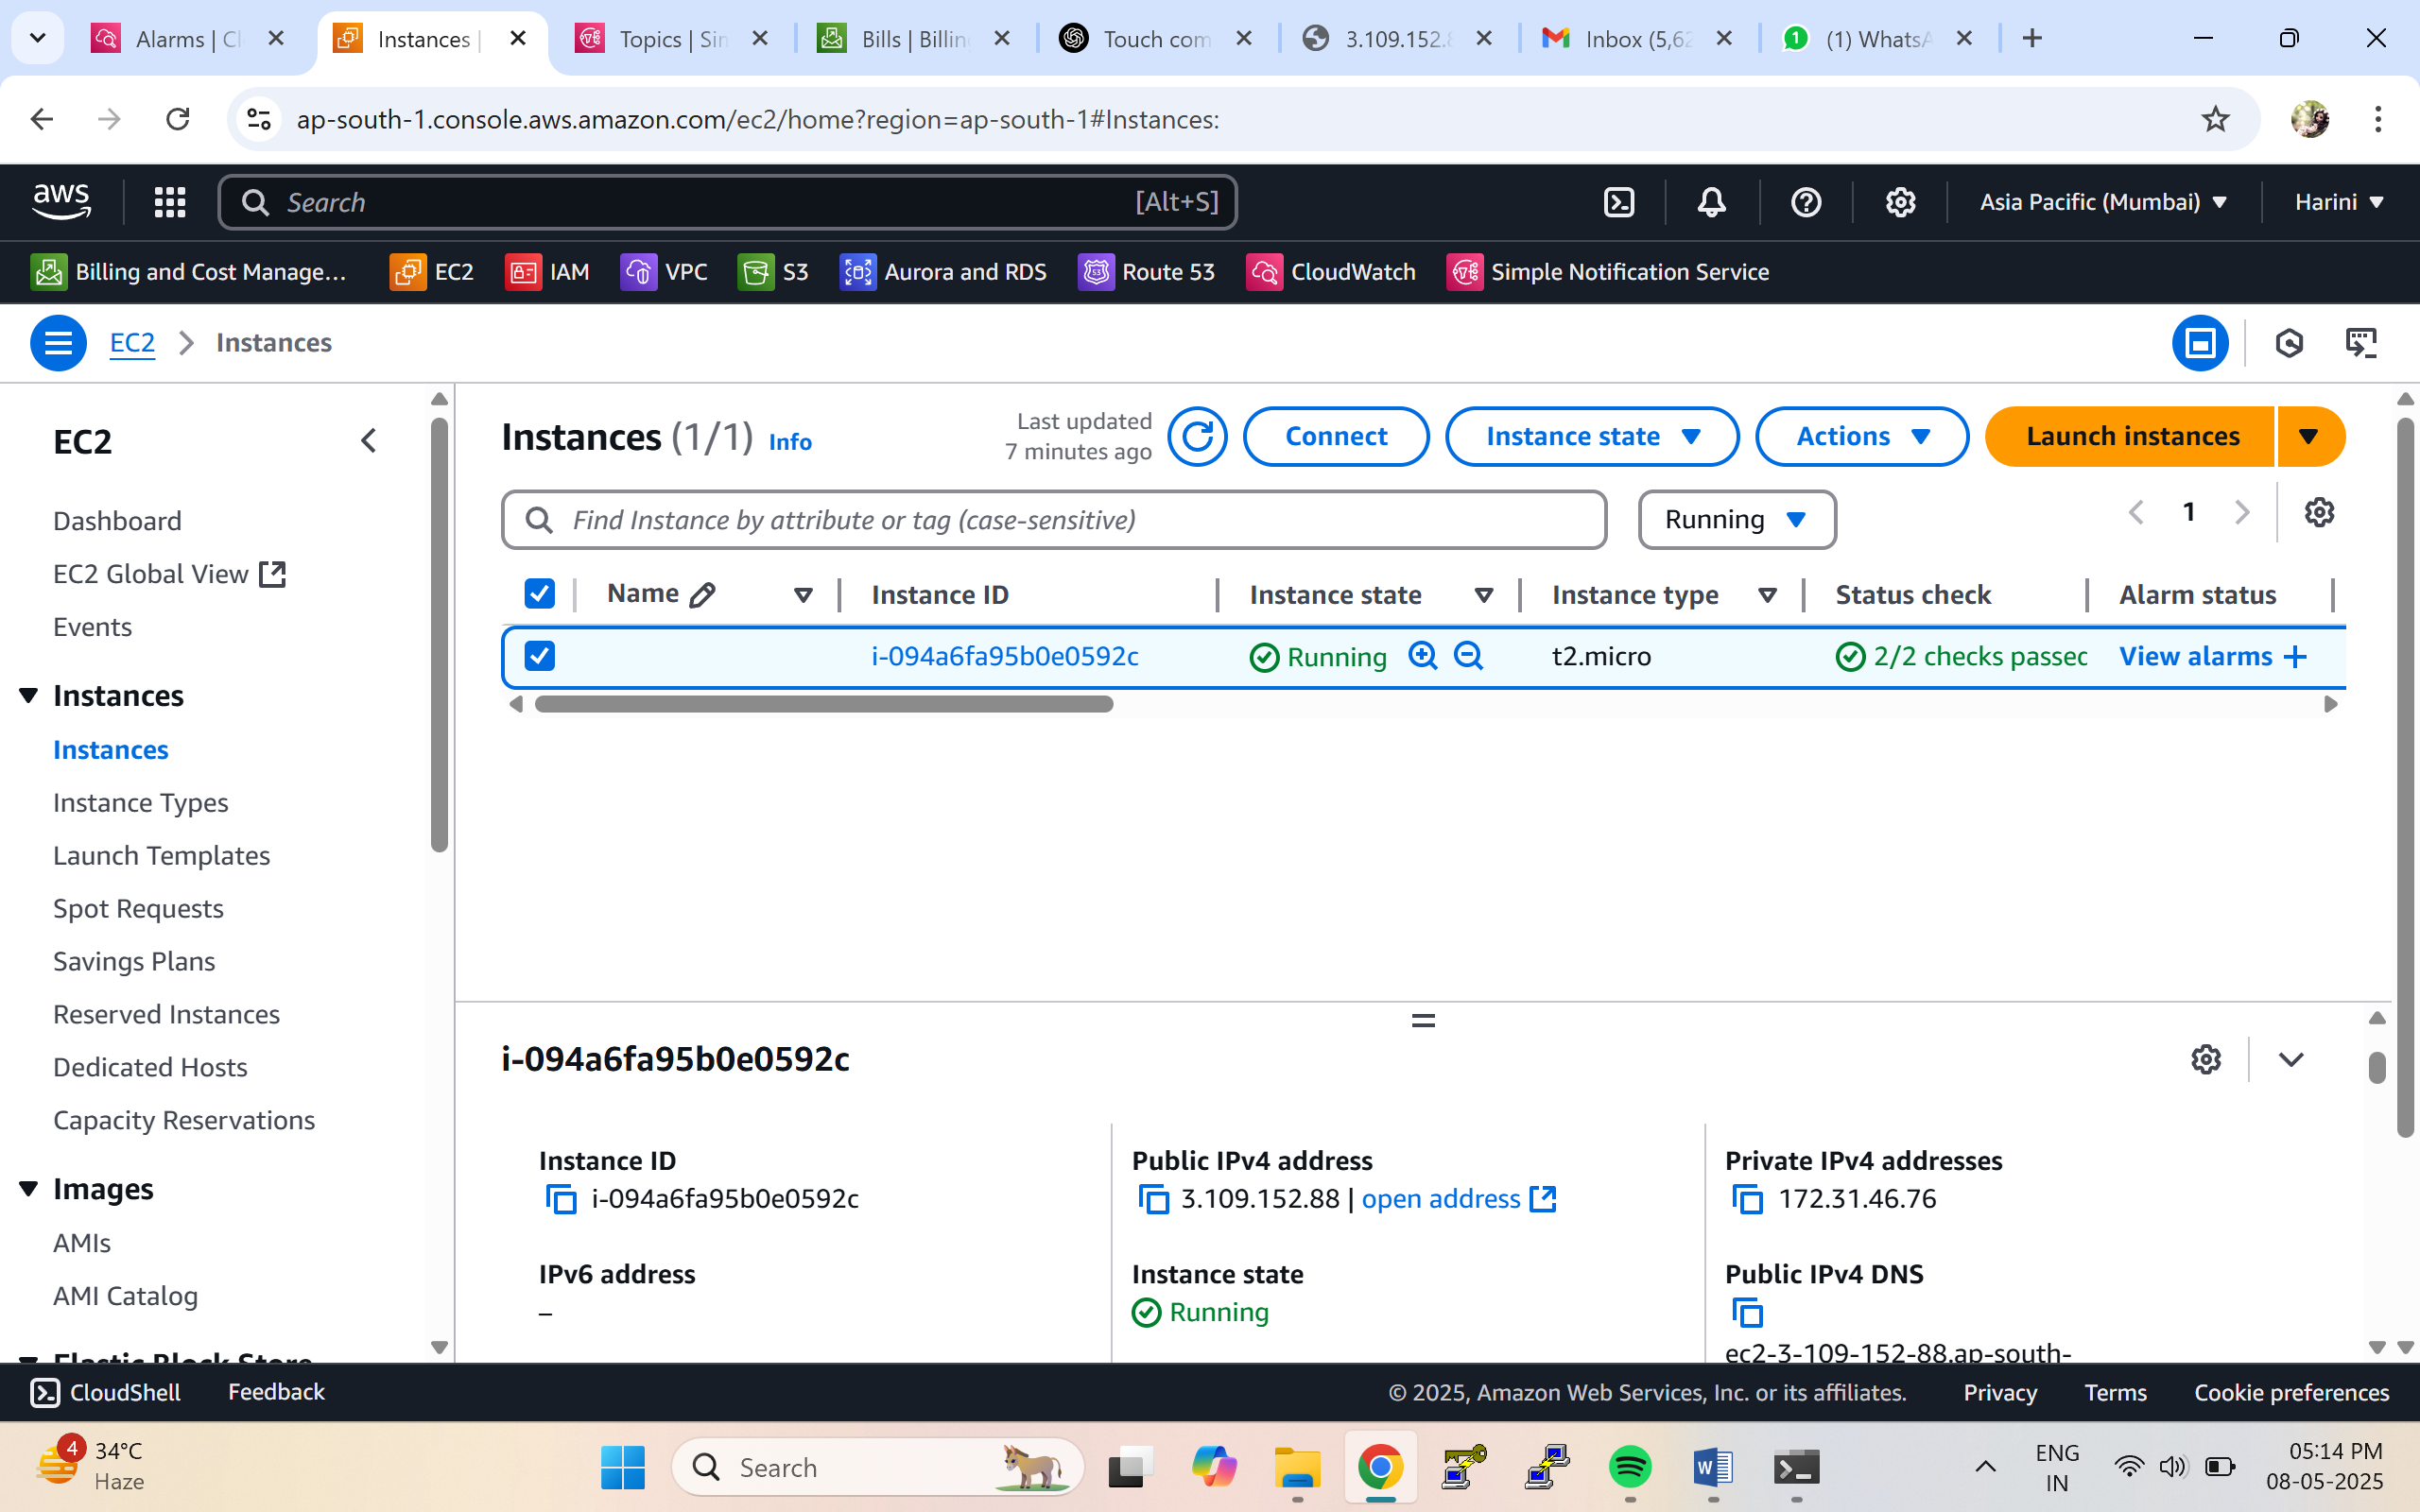 Alarms | Cl
Instances |
Topics | Sin
Bills | Billin
Touch com
3.109.152.8
Inbox (5,62
(1) WhatsA
ap-south-1.console.aws.amazon.com/ec2/home?region=ap-south-1#Instances:
aws
Search
[Alt+S]
Asia Pacific (Mumbai)
Harini
Billing and Cost Manage...
EC2
IAM
VPC
S3
Aurora and RDS
Route 53
CloudWatch
Simple Notification Service
EC2
Instances
EC2
Dashboard
EC2 Global View
Events
Instances
Instances
Instance Types
Launch Templates
Spot Requests
Savings Plans
Reserved Instances
Dedicated Hosts
Capacity Reservations
Images
AMIs
AMI Catalog
Elastic Block Store
Instances (1/1) Info
Last updated
7 minutes ago
Connect
Instance state
Actions
Launch instances
Find Instance by attribute or tag (case-sensitive)
Running
1
Name
Instance ID
Instance state
Instance type
Status check
Alarm status
i-094a6fa95b0e0592c
Running
t2.micro
2/2 checks passec
View alarms +
i-094a6fa95b0e0592c
Instance ID
i-094a6fa95b0e0592c
Public IPv4 address
3.109.152.88 | open address
Private IPv4 addresses
172.31.46.76
IPv6 address
–
Instance state
Running
Public IPv4 DNS
ec2-3-109-152-88.ap-south-
CloudShell
Feedback
© 2025, Amazon Web Services, Inc. or its affiliates.
Privacy
Terms
Cookie preferences
4
34°C
Haze
Search
ENG
IN
05:14 PM
08-05-2025